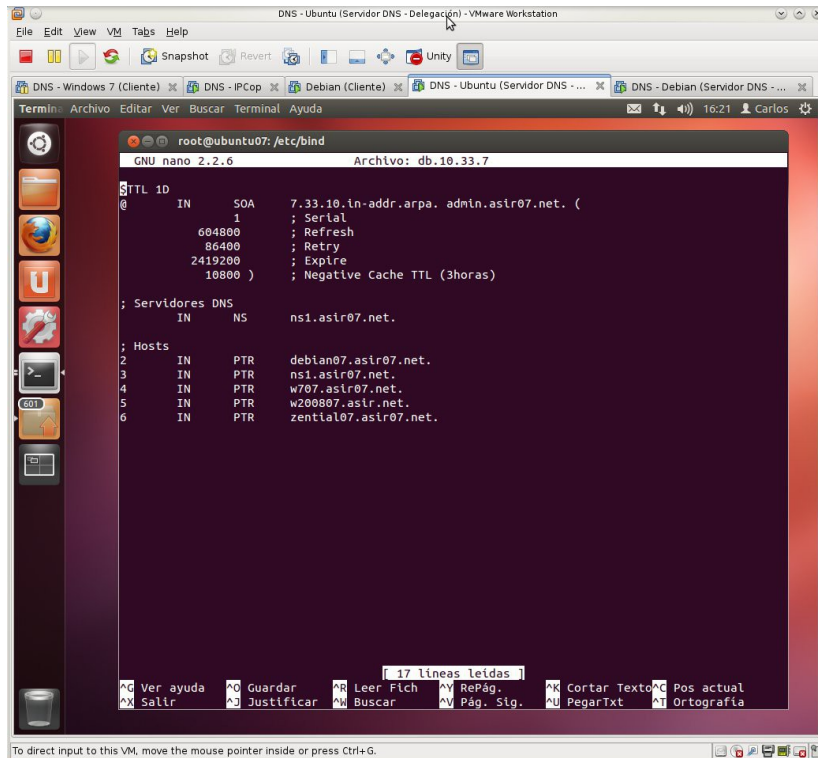 DNS - Ubuntu (Servidor DNS - Delegación) - VMware Workstation
File Edit View VM Tabs Help
Snapshot Revert Unity
DNS - Windows 7 (Cliente) DNS - IPCop Debian (Cliente) DNS - Ubuntu (Servidor DNS - ... DNS - Debian (Servidor DNS - ...
Termina Archivo Editar Ver Buscar Terminal Ayuda 16:21 Carlos
root@ubuntu07: /etc/bind
GNU nano 2.2.6 Archivo: db.10.33.7
$TTL 1D
@ IN SOA 7.33.10.in-addr.arpa. admin.asir07.net. (
1 ; Serial
604800 ; Refresh
86400 ; Retry
2419200 ; Expire
10800 ) ; Negative Cache TTL (3horas)
; Servidores DNS
IN NS ns1.asir07.net.
; Hosts
2 IN PTR debian07.asir07.net.
3 IN PTR ns1.asir07.net.
4 IN PTR w707.asir07.net.
5 IN PTR w200807.asir.net.
6 IN PTR zential07.asir07.net.
601
[ 17 líneas leídas ]
^G Ver ayuda ^O Guardar ^R Leer Fich ^Y RePág. ^K Cortar Texto ^C Pos actual
^X Salir ^J Justificar ^W Buscar ^V Pág. Sig. ^U PegarTxt ^T Ortografía
To direct input to this VM, move the mouse pointer inside or press Ctrl+G.